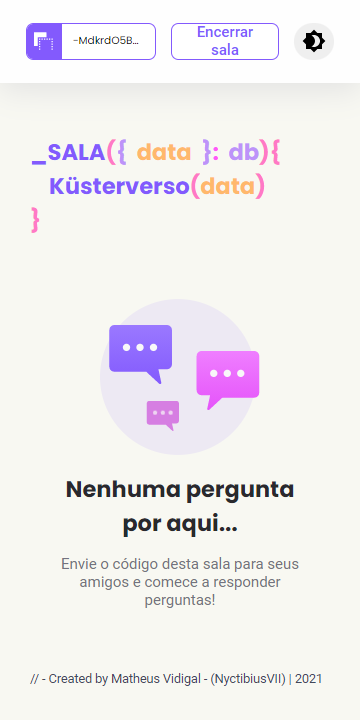 -MdkrdO5B...
Encerrar
sala
_SALA({ data }: db){
Küsterverso(data)
}
Nenhuma pergunta
por aqui...
Envie o código desta sala para seus
amigos e comece a responder
perguntas!
// - Created by Matheus Vidigal - (NyctibiusVII) | 2021